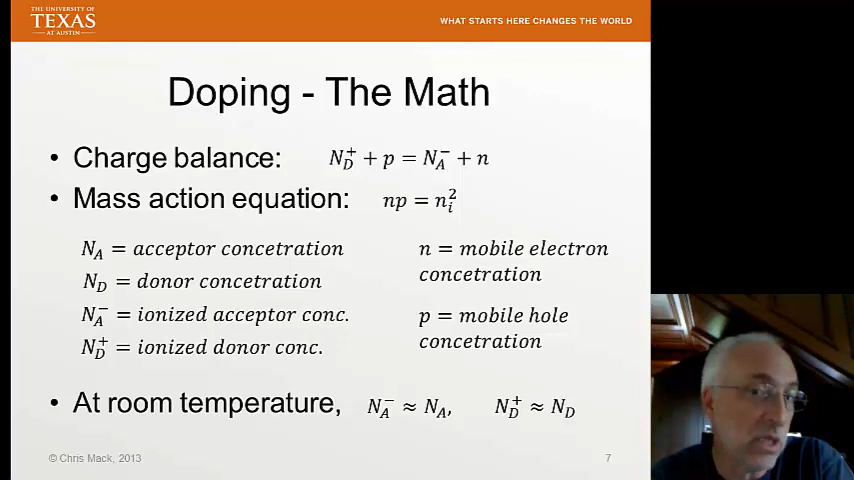 THE UNIVERSITY OF
TEXAS
AT AUSTIN
WHAT STARTS HERE CHANGES THE WORLD
Doping - The Math
• Charge balance: N_D^+ + p = N_A^- + n
• Mass action equation: np = n_i^2
N_A = acceptor concetration
N_D = donor concetration
N_A^- = ionized acceptor conc.
N_D^+ = ionized donor conc.
n = mobile electron
concetration
p = mobile hole
concetration
• At room temperature, N_A^- ≈ N_A, N_D^+ ≈ N_D
© Chris Mack, 2013
7